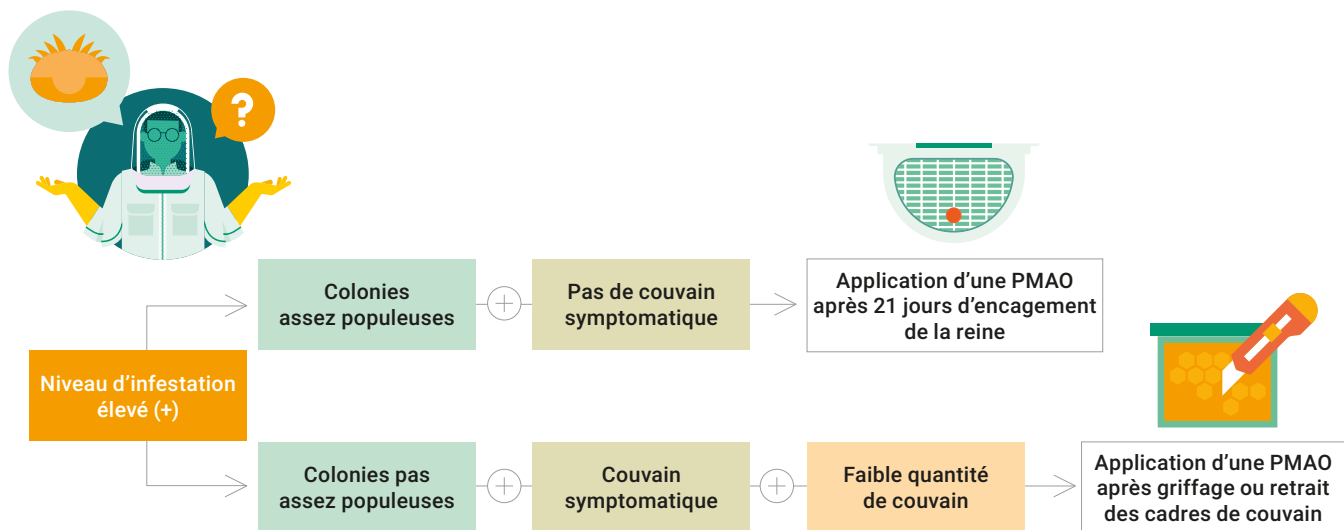 ?
Colonies
assez populeuses
Pas de couvain
symptomatique
Application d’une PMAO
après 21 jours d’encagement
de la reine
Niveau d’infestation
élevé (+)
Colonies pas
assez populeuses
Couvain
symptomatique
Faible quantité
de couvain
Application d’une PMAO
après griffage ou retrait
des cadres de couvain